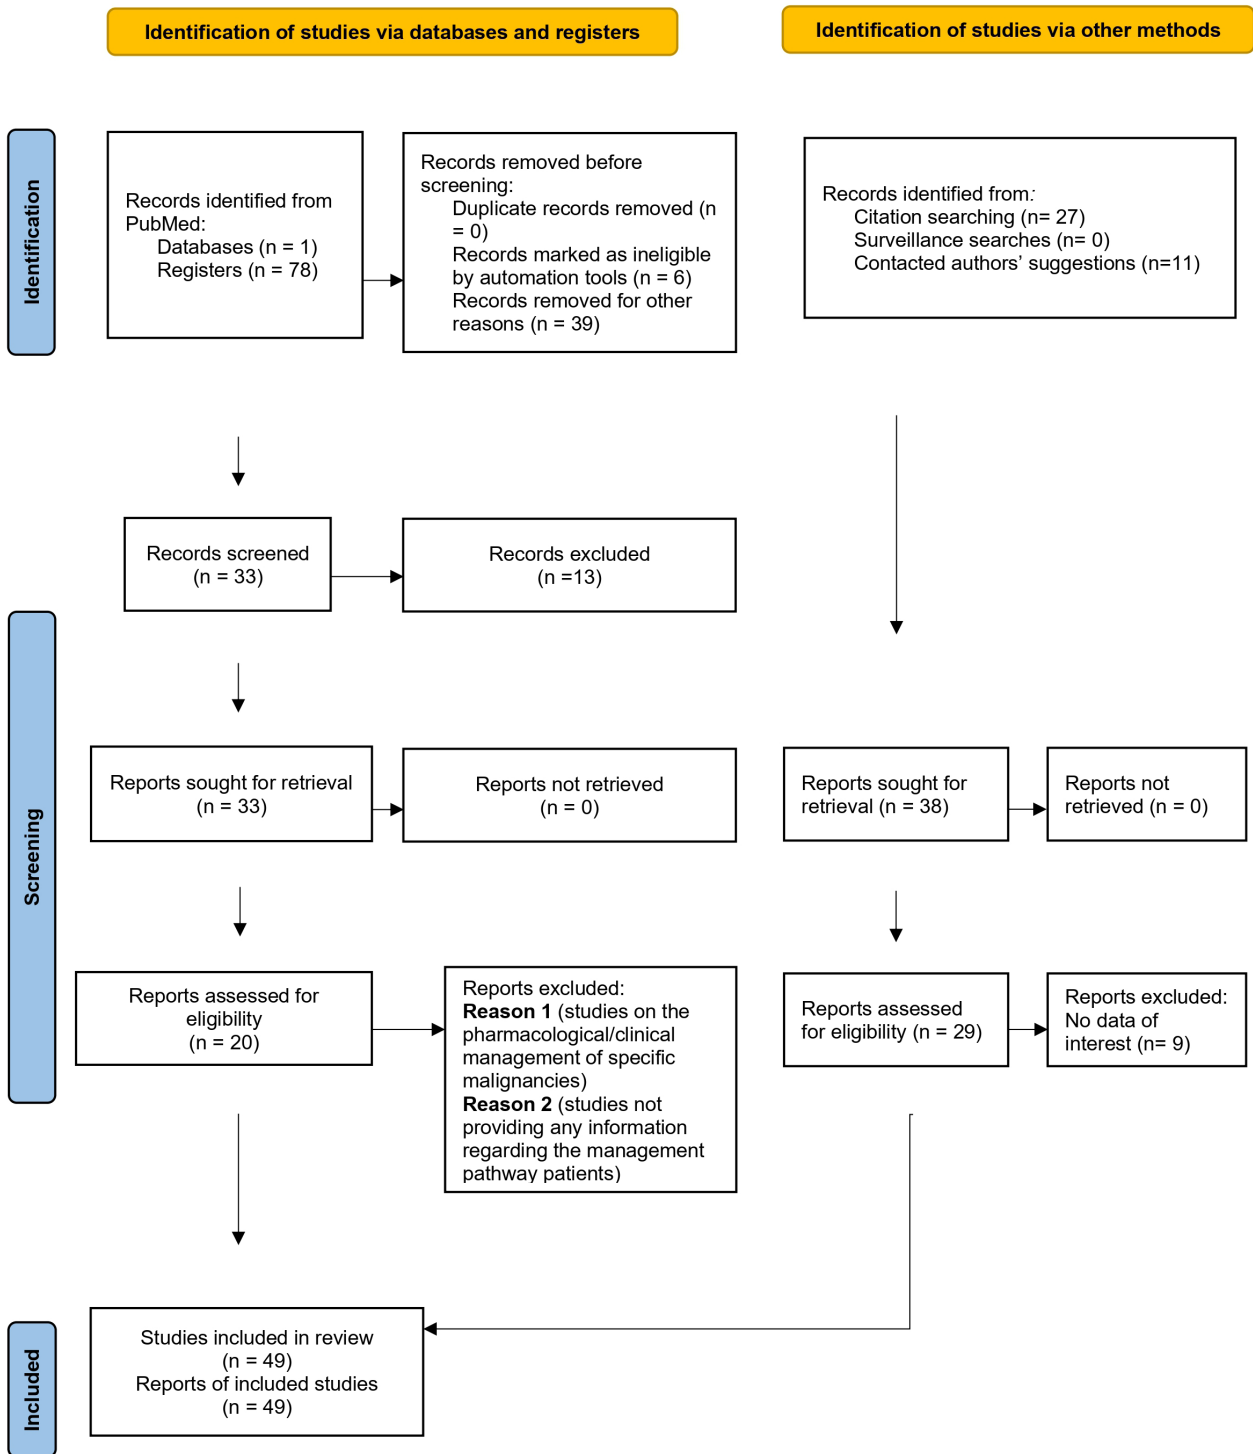 Identification of studies via databases and registers
Identification of studies via other methods
Identification
Records identified from
PubMed:
Databases (n = 1)
Registers (n = 78)
Records removed before
screening:
Duplicate records removed (n
= 0)
Records marked as ineligible
by automation tools (n = 6)
Records removed for other
reasons (n = 39)
Records identified from:
Citation searching (n= 27)
Surveillance searches (n= 0)
Contacted authors’ suggestions (n=11)
Records screened
(n = 33)
Records excluded
(n =13)
Screening
Reports sought for retrieval
(n = 33)
Reports not retrieved
(n = 0)
Reports sought for
retrieval (n = 38)
Reports not
retrieved (n = 0)
Reports assessed for
eligibility
(n = 20)
Reports excluded:
Reason 1 (studies on the
pharmacological/clinical
management of specific
malignancies)
Reason 2 (studies not
providing any information
regarding the management
pathway patients)
Reports assessed
for eligibility (n = 29)
Reports excluded:
No data of
interest (n= 9)
Included
Studies included in review
(n = 49)
Reports of included studies
(n = 49)